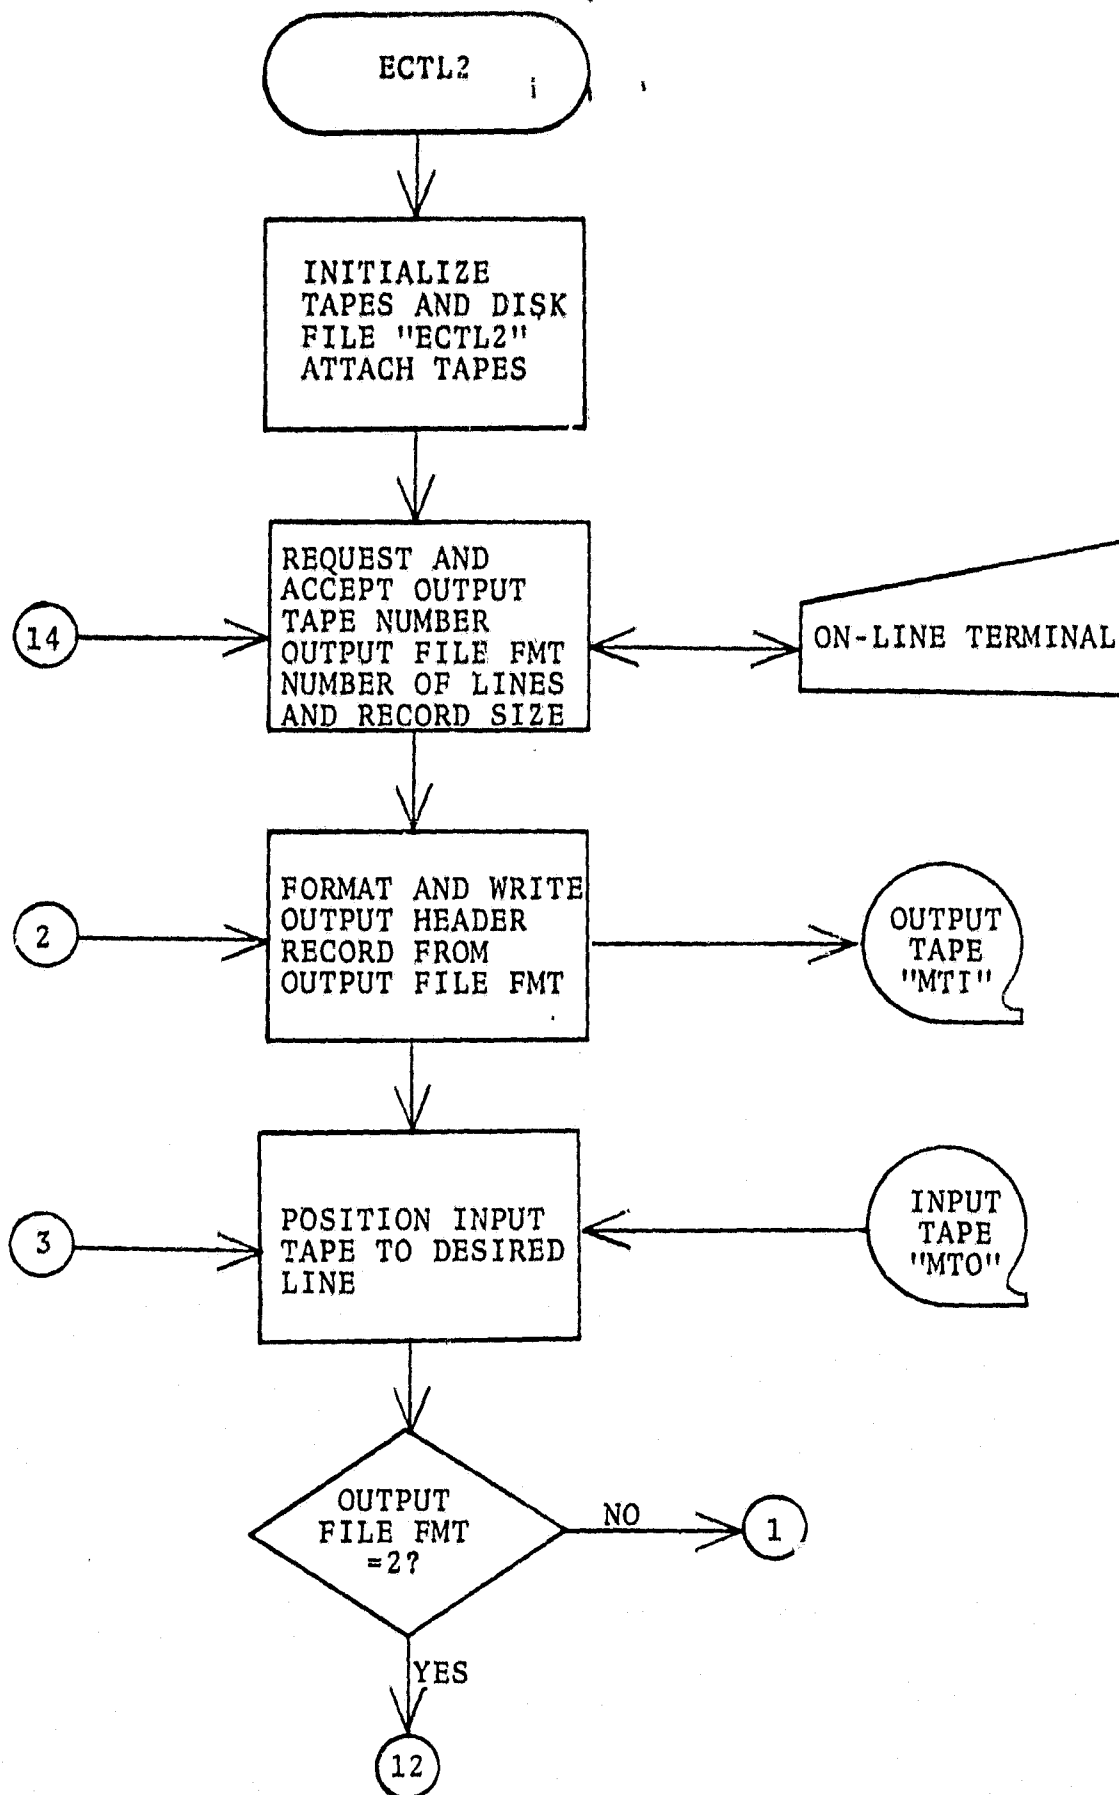 ECTL2
INITIALIZE
TAPES AND DISK
FILE "ECTL2"
ATTACH TAPES
REQUEST AND
ACCEPT OUTPUT
TAPE NUMBER
OUTPUT FILE FMT
NUMBER OF LINES
AND RECORD SIZE
14
ON-LINE TERMINAL
FORMAT AND WRITE
OUTPUT HEADER
RECORD FROM
OUTPUT FILE FMT
2
OUTPUT
TAPE
"MTI"
POSITION INPUT
TAPE TO DESIRED
LINE
3
INPUT
TAPE
"MTO"
OUTPUT
FILE FMT
=2?
NO
1
YES
12